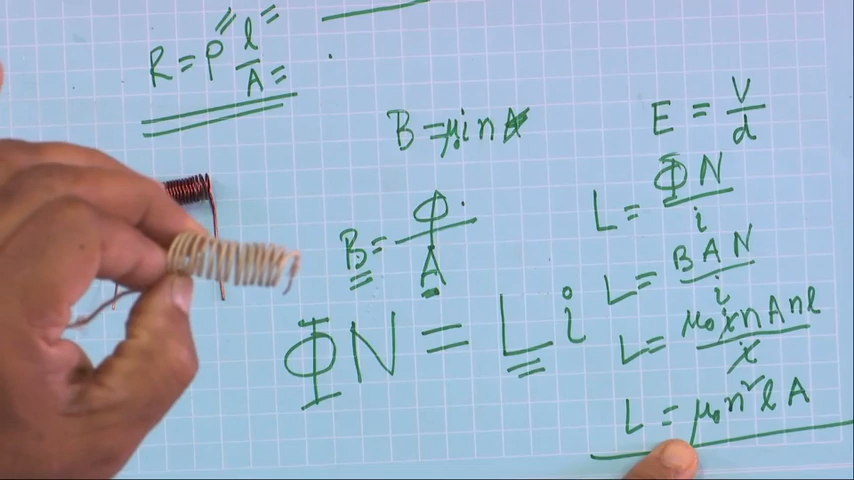 R = ρ l/A
B = μ₀ i n
E = V/d
B = Φ/A
L = ΦN/i
L = BAN/i
ΦN = Li
L = μ₀ i n A n l / i
L = μ₀ n² l A